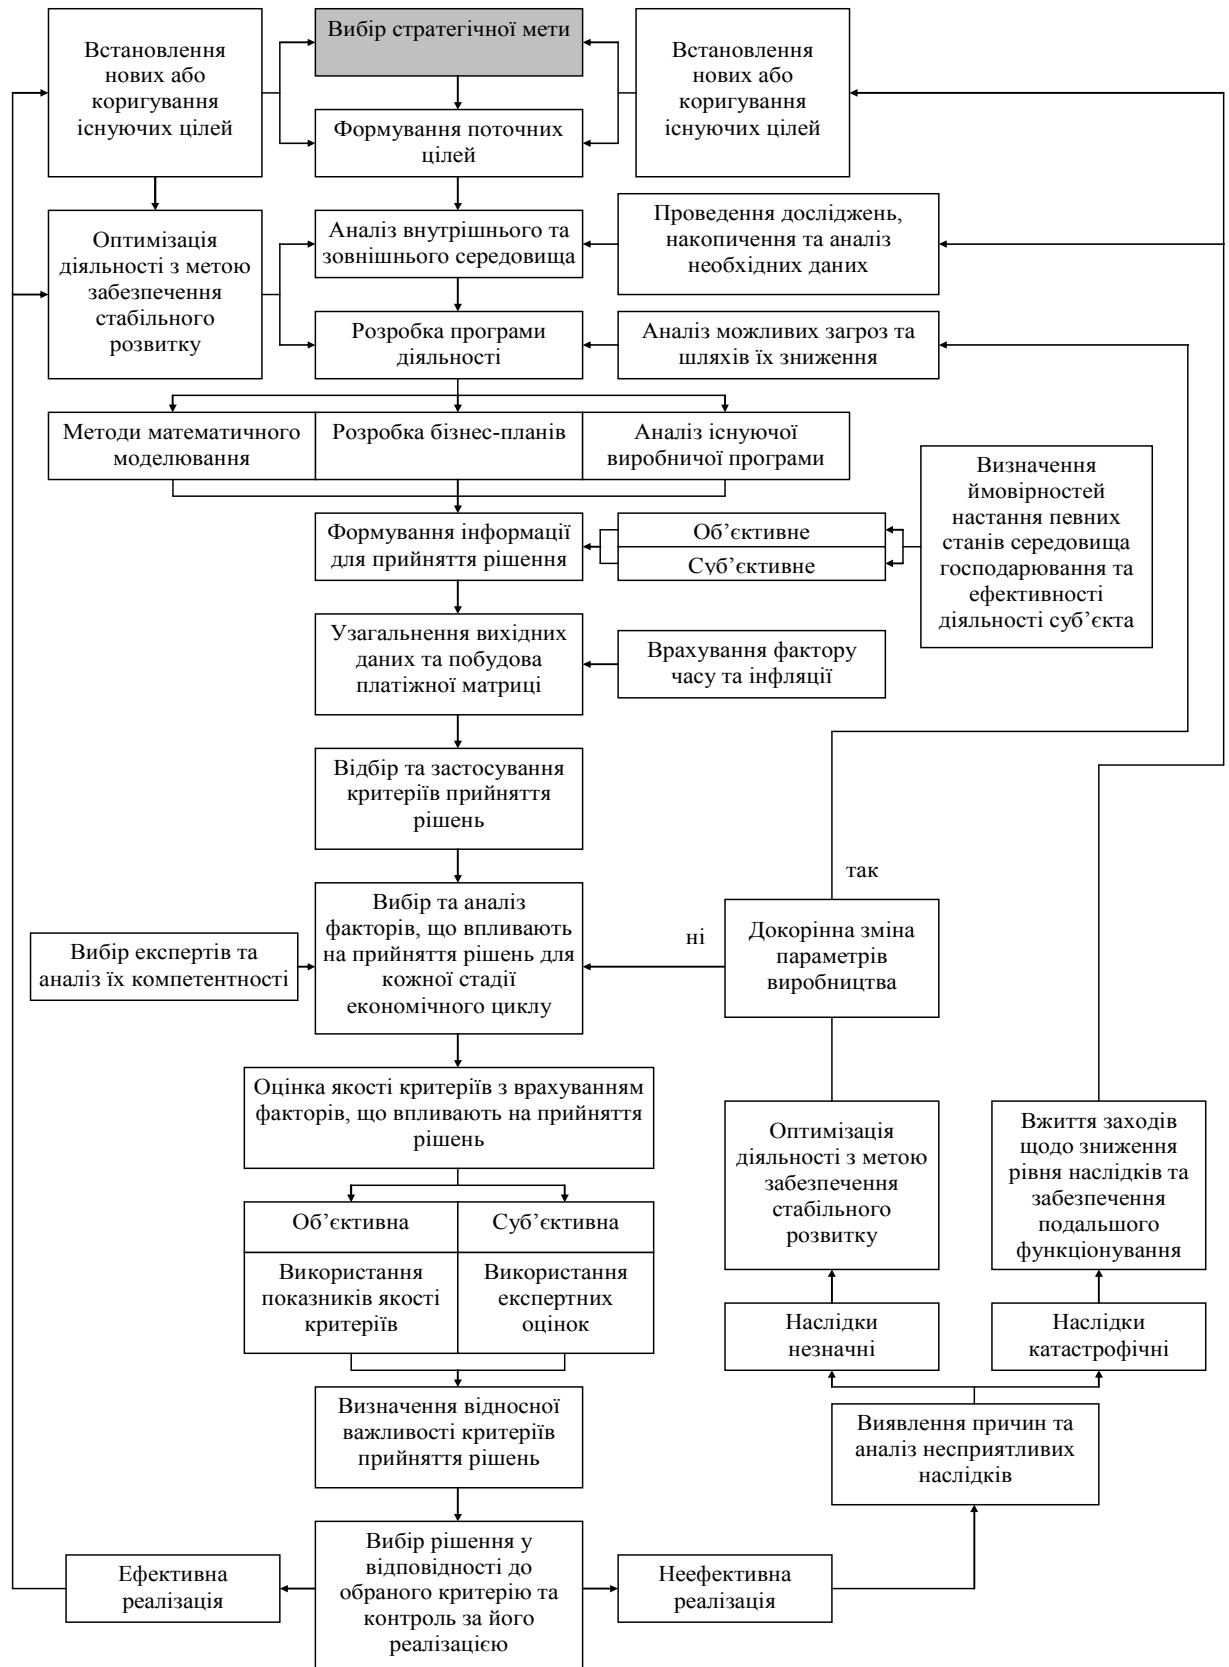 Вибір стратегічної мети
Встановлення
нових або
коригування
існуючих цілей
Встановлення
нових або
коригування
існуючих цілей
Формування поточних
цілей
Оптимізація
діяльності з метою
забезпечення
стабільного
розвитку
Аналіз внутрішнього та
зовнішнього середовища
Проведення досліджень,
накопичення та аналіз
необхідних даних
Розробка програми
діяльності
Аналіз можливих загроз та
шляхів їх зниження
Методи математичного
моделювання
Розробка бізнес-планів
Аналіз існуючої
виробничої програми
Визначення
ймовірностей
настання певних
станів середовища
господарювання та
ефективності
діяльності суб’єкта
Формування інформації
для прийняття рішення
Об’єктивне
Суб’єктивне
Узагальнення вихідних
даних та побудова
платіжної матриці
Врахування фактору
часу та інфляції
Відбір та застосування
критеріїв прийняття
рішень
так
Вибір та аналіз
факторів, що впливають
на прийняття рішень для
кожної стадії
економічного циклу
Вибір експертів та
аналіз їх компетентності
ні
Докорінна зміна
параметрів
виробництва
Оцінка якості критеріїв з врахуванням
факторів, що впливають на прийняття
рішень
Оптимізація
діяльності з метою
забезпечення
стабільного
розвитку
Вжиття заходів
щодо зниження
рівня наслідків та
забезпечення
подальшого
функціонування
Об’єктивна
Суб’єктивна
Використання
показників якості
критеріїв
Використання
експертних
оцінок
Наслідки
незначні
Наслідки
катастрофічні
Визначення відносної
важливості критеріїв
прийняття рішень
Виявлення причин та
аналіз несприятливих
наслідків
Вибір рішення у
відповідності до
обраного критерію та
контроль за його
реалізацією
Ефективна
реалізація
Неефективна
реалізація